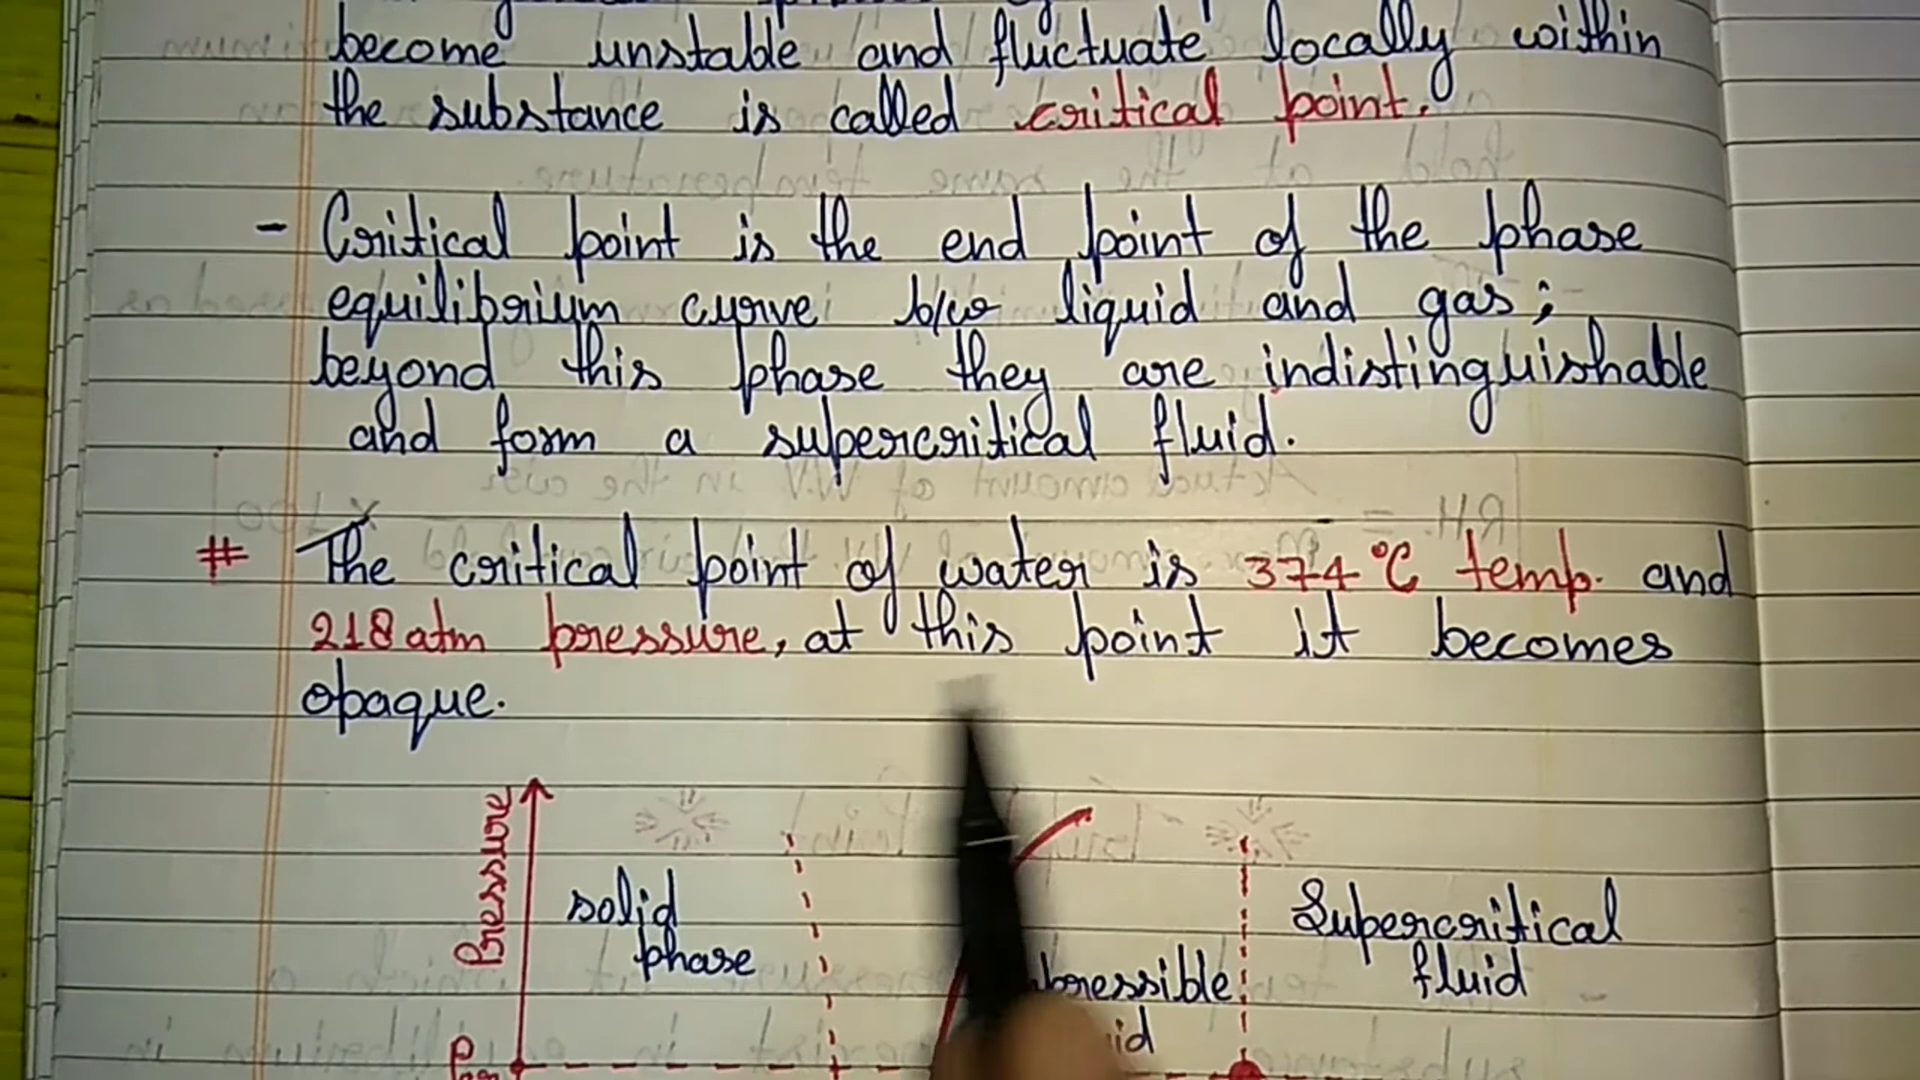 become unstable and fluctuate locally within
the substance is called critical point.
- Critical point is the end point of the phase
equilibrium curve b/w liquid and gas;
beyond this phase they are indistinguishable
and form a supercritical fluid.
# The critical point of water is 374°C temp. and
218 atm pressure, at this point it becomes
opaque.
Pressure
solid
phase
Supercritical
fluid